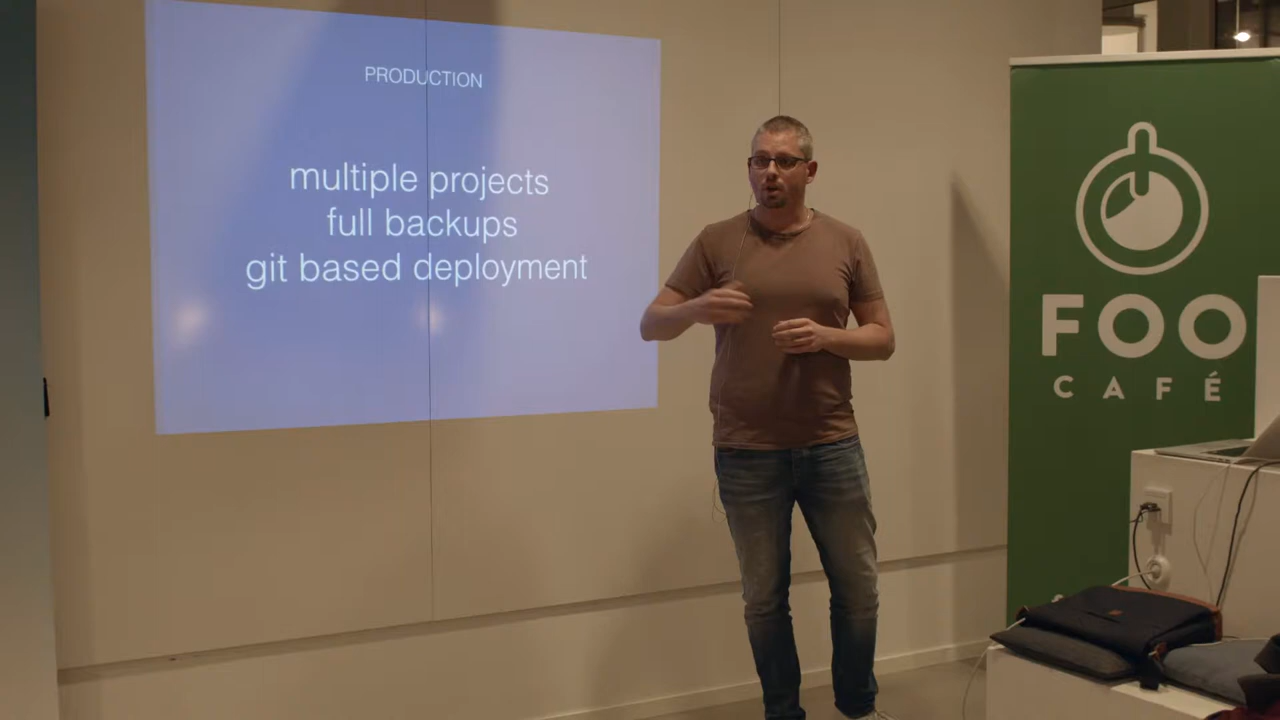 PRODUCTION
multiple projects
full backups
git based deployment
FOO
CAFÉ